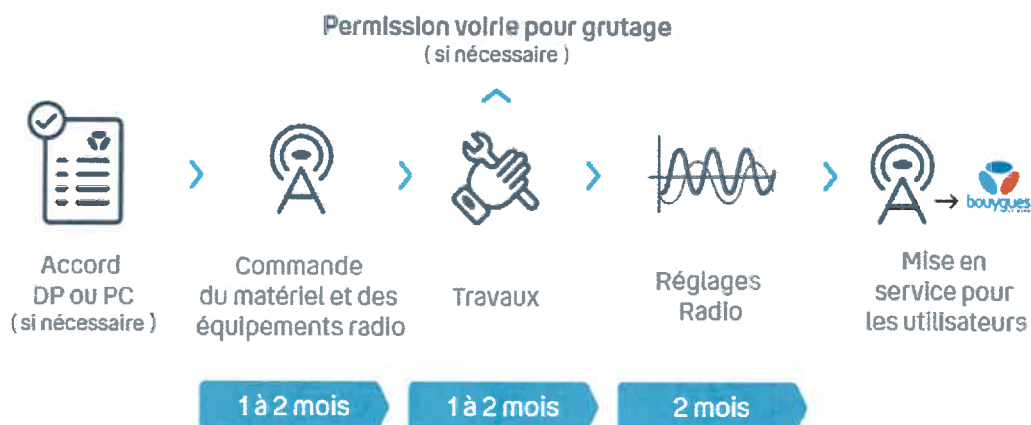 Permission voirie pour grutage
( si nécessaire )
Accord
DP ou PC
( si nécessaire )
Commande
du matériel et des
équipements radio
Travaux
Réglages
Radio
bouygues
Mise en
service pour
les utilisateurs
1 à 2 mois
1 à 2 mois
2 mois